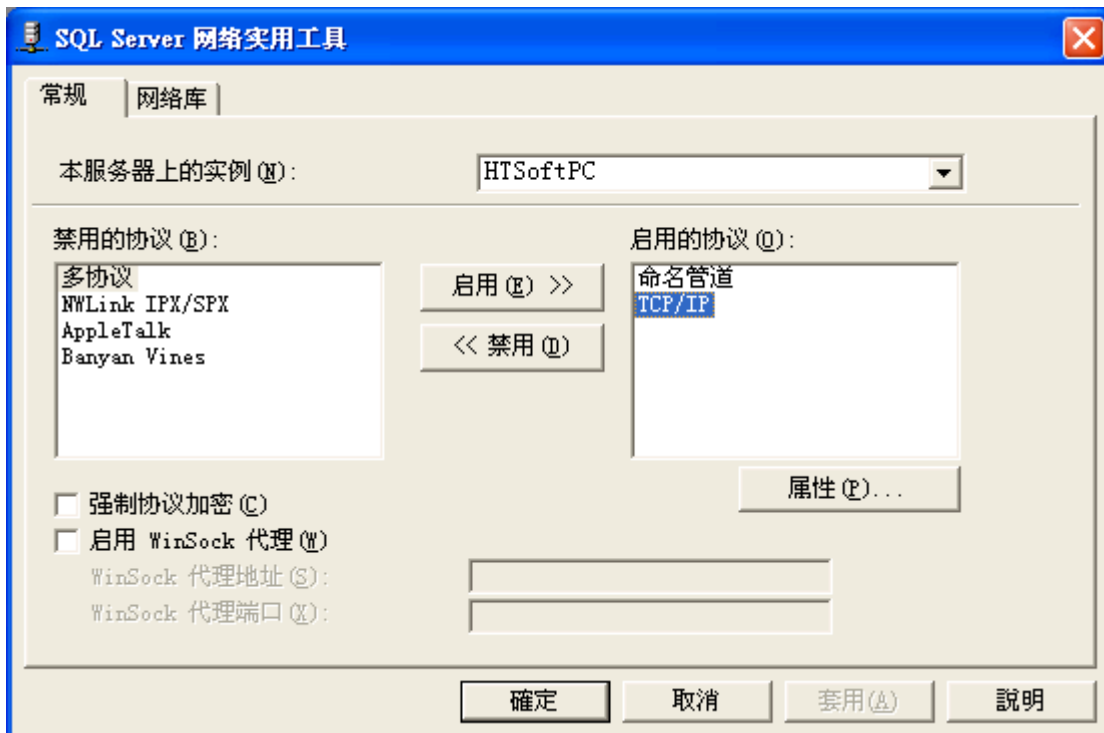 SQL Server 网络实用工具
常规 网络库
本服务器上的实例(N): HTSoftPC
禁用的协议(B): 启用的协议(O):
多协议 启用(E) >> 命名管道
NWLink IPX/SPX TCP/IP
AppleTalk << 禁用(D)
Banyan Vines
属性(P)...
强制协议加密(C)
启用 WinSock 代理(W)
WinSock 代理地址(S):
WinSock 代理端口(X):
確定 取消 套用(A) 說明